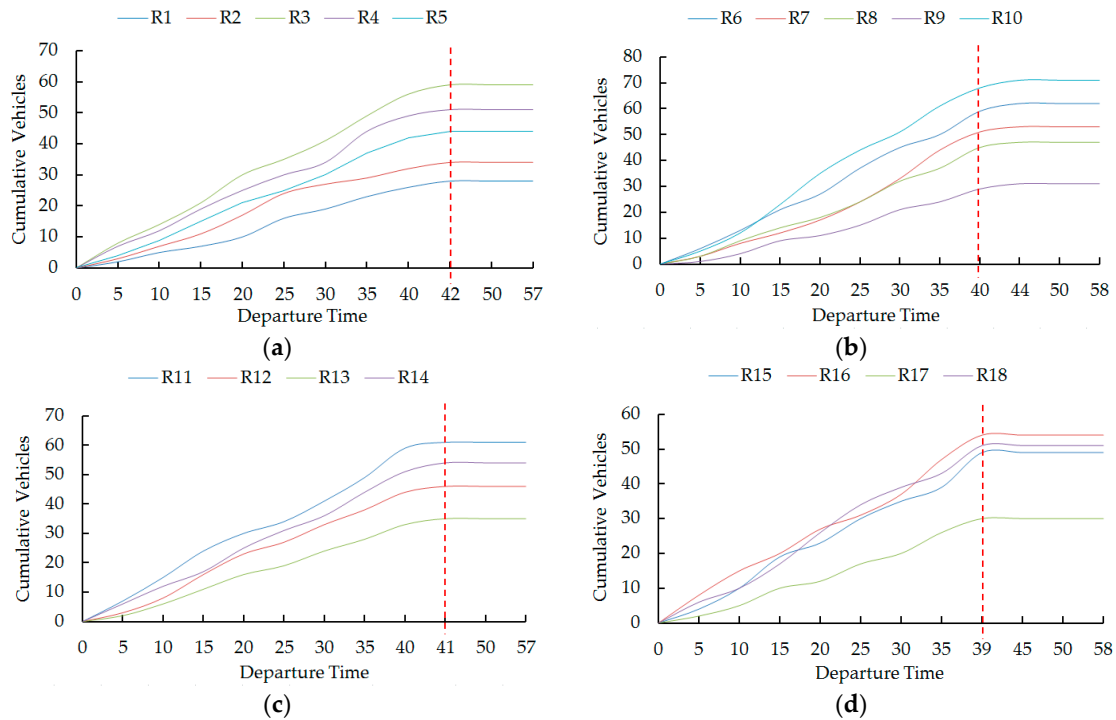 R1 R2 R3 R4 R5
70
60
50
40
30
20
10
0
Cumulative Vehicles
0 5 10 15 20 25 30 35 40 42 50 57
Departure Time
(a)
R6 R7 R8 R9 R10
80
70
60
50
40
30
20
10
0
Cumulative Vehicles
0 5 10 15 20 25 30 35 40 44 50 58
Departure Time
(b)
R11 R12 R13 R14
70
60
50
40
30
20
10
0
Cumulative Vehicles
0 5 10 15 20 25 30 35 40 41 50 57
Departure Time
(c)
R15 R16 R17 R18
60
50
40
30
20
10
0
Cumulative Vehicles
0 5 10 15 20 25 30 35 39 45 50 58
Departure Time
(d)